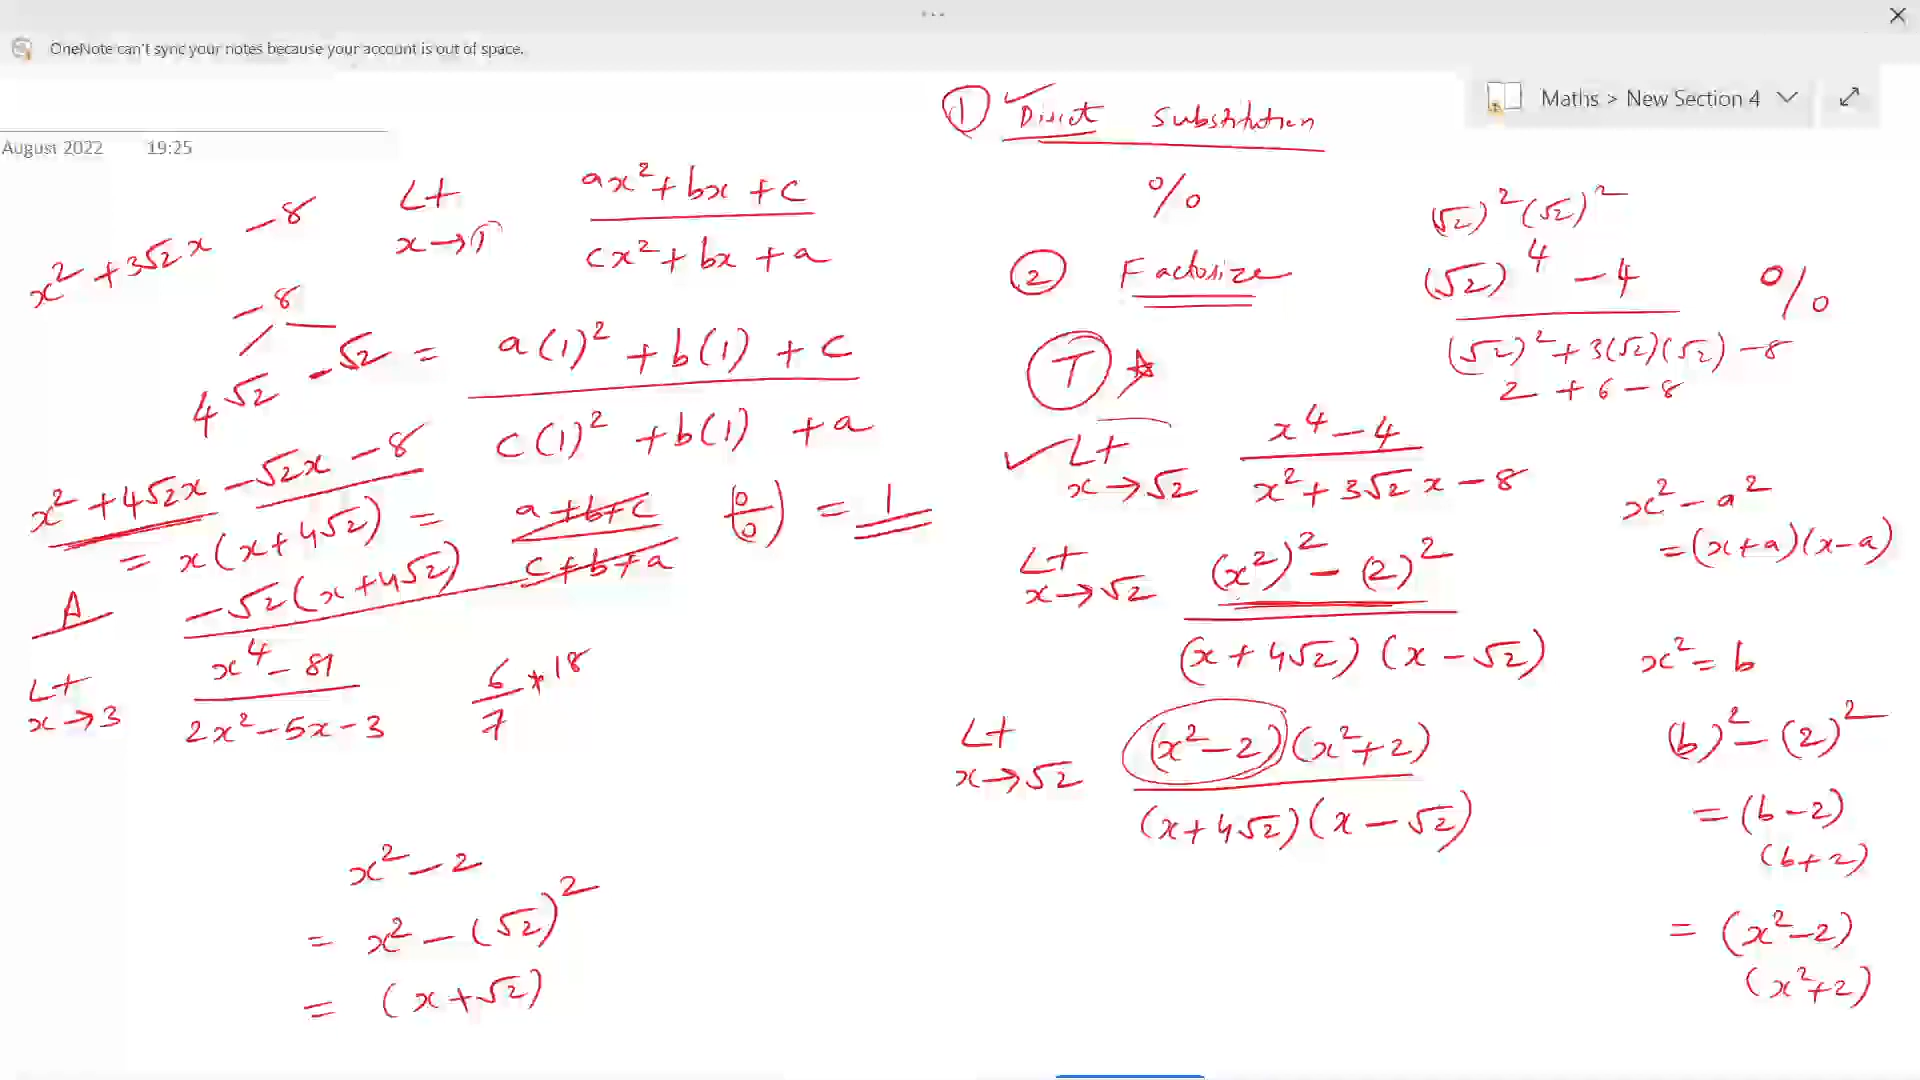 OneNote can't sync your notes because your account is out of space.
Maths > New Section 4
August 2022 19:25
x² + 3√2x - 8
-8
4√2 -√2
x² + 4√2x - √2x - 8
= x(x+4√2)
-√2(x+4√2)
Lt x→1 (ax² + bx + c)/(cx² + bx + a)
= (a(1)² + b(1) + c)/(c(1)² + b(1) + a)
= (a+b+c)/(c+b+a) (0/0) = 1
A
Lt x→3 (x⁴ - 81)/(2x² - 5x - 3)
6/7 * 18
x² - 2
= x² - (√2)²
= (x+√2)
① Direct Substitution
0/0
② Factorize
T
Lt x→√2 (x⁴ - 4)/(x² + 3√2 x - 8)
Lt x→√2 ((x²)² - (2)²)/((x + 4√2)(x - √2))
Lt x→√2 ((x²-2)(x²+2))/((x+4√2)(x-√2))
(√2)²(√2)²
((√2)⁴ - 4)/((√2)² + 3(√2)(√2) - 8) 0/0
2 + 6 - 8
x² - a²
= (x+a)(x-a)
x² = b
(b)² - (2)²
= (b-2)
(b+2)
= (x²-2)
(x²+2)